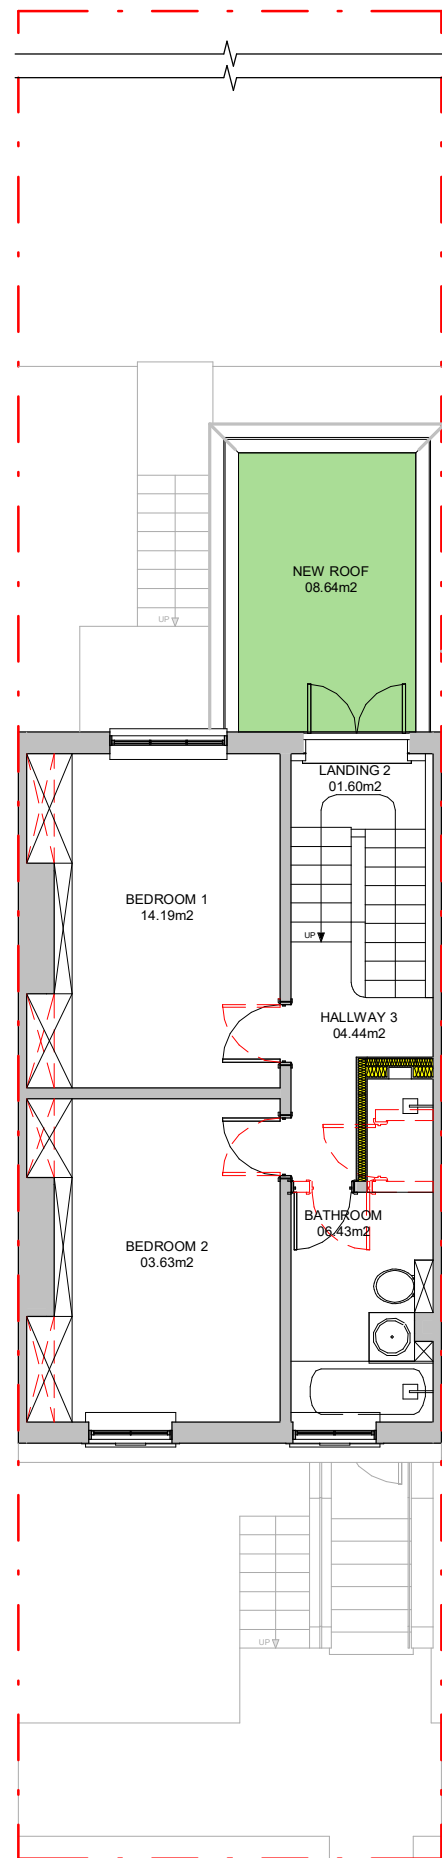 NEW ROOF
08.64m2
UP
LANDING 2
01.60m2
BEDROOM 1
14.19m2
UP
HALLWAY 3
04.44m2
BATHROOM
06.43m2
BEDROOM 2
03.63m2
UP